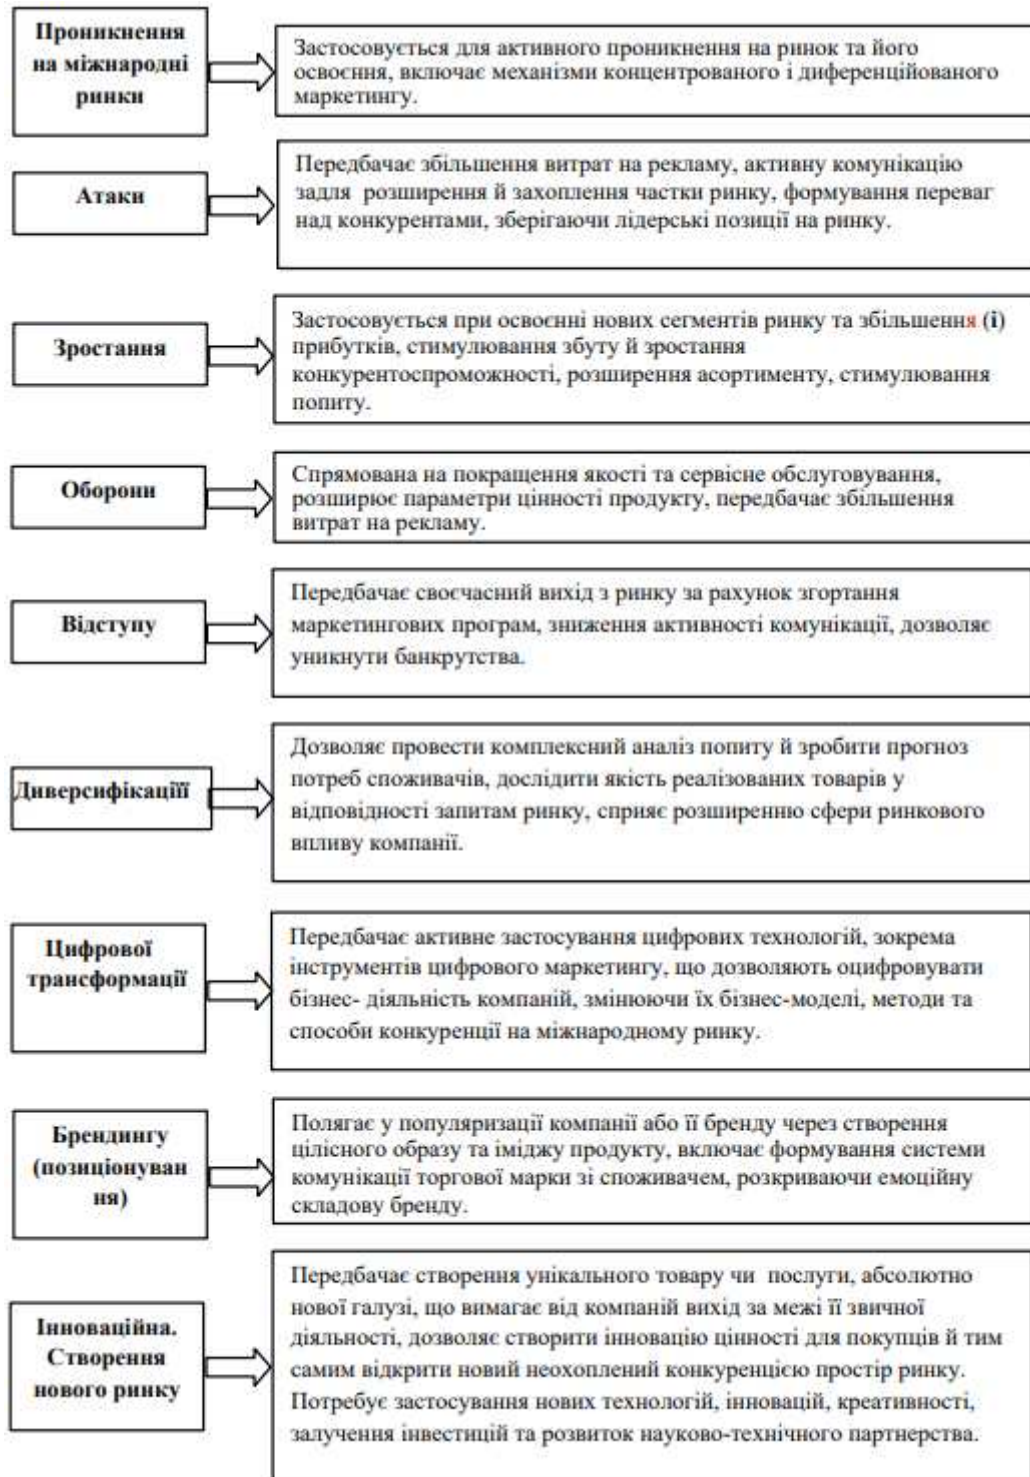 Проникнення
на міжнародні
ринки
Застосовується для активного проникнення на ринок та його
освоєння, включає механізми концентрованого і диференційованого
маркетингу.
Атаки
Передбачає збільшення витрат на рекламу, активну комунікацію
задля розширення й захоплення частки ринку, формування переваг
над конкурентами, зберігаючи лідерські позиції на ринку.
Зростання
Застосовується при освоєнні нових сегментів ринку та збільшення (і)
прибутків, стимулювання збуту й зростання
конкурентоспроможності, розширення асортименту, стимулювання
попиту.
Оборони
Спрямована на покращення якості та сервісне обслуговування,
розширює параметри цінності продукту, передбачає збільшення
витрат на рекламу.
Відступу
Передбачає своєчасний вихід з ринку за рахунок згортання
маркетингових програм, зниження активності комунікації, дозволяє
уникнути банкрутства.
Диверсифікаціїї
Дозволяє провести комплексний аналіз попиту й зробити прогноз
потреб споживачів, дослідити якість реалізованих товарів у
відповідності запитам ринку, сприяє розширенню сфери ринкового
впливу компанії.
Цифрової
трансформації
Передбачає активне застосування цифрових технологій, зокрема
інструментів цифрового маркетингу, що дозволяють оцифровувати
бізнес- діяльність компаній, змінюючи їх бізнес-моделі, методи та
способи конкуренції на міжнародному ринку.
Брендингу
(позиціонуван
ня)
Полягає у популяризації компанії або її бренду через створення
цілісного образу та іміджу продукту, включає формування системи
комунікації торгової марки зі споживачем, розкриваючи емоційну
складову бренду.
Інноваційна.
Створення
нового ринку
Передбачає створення унікального товару чи послуги, абсолютно
нової галузі, що вимагає від компаній вихід за межі її звичної
діяльності, дозволяє створити інновацію цінності для покупців й тим
самим відкрити новий неохоплений конкуренцією простір ринку.
Потребує застосування нових технологій, інновацій, креативності,
залучення інвестицій та розвиток науково-технічного партнерства.